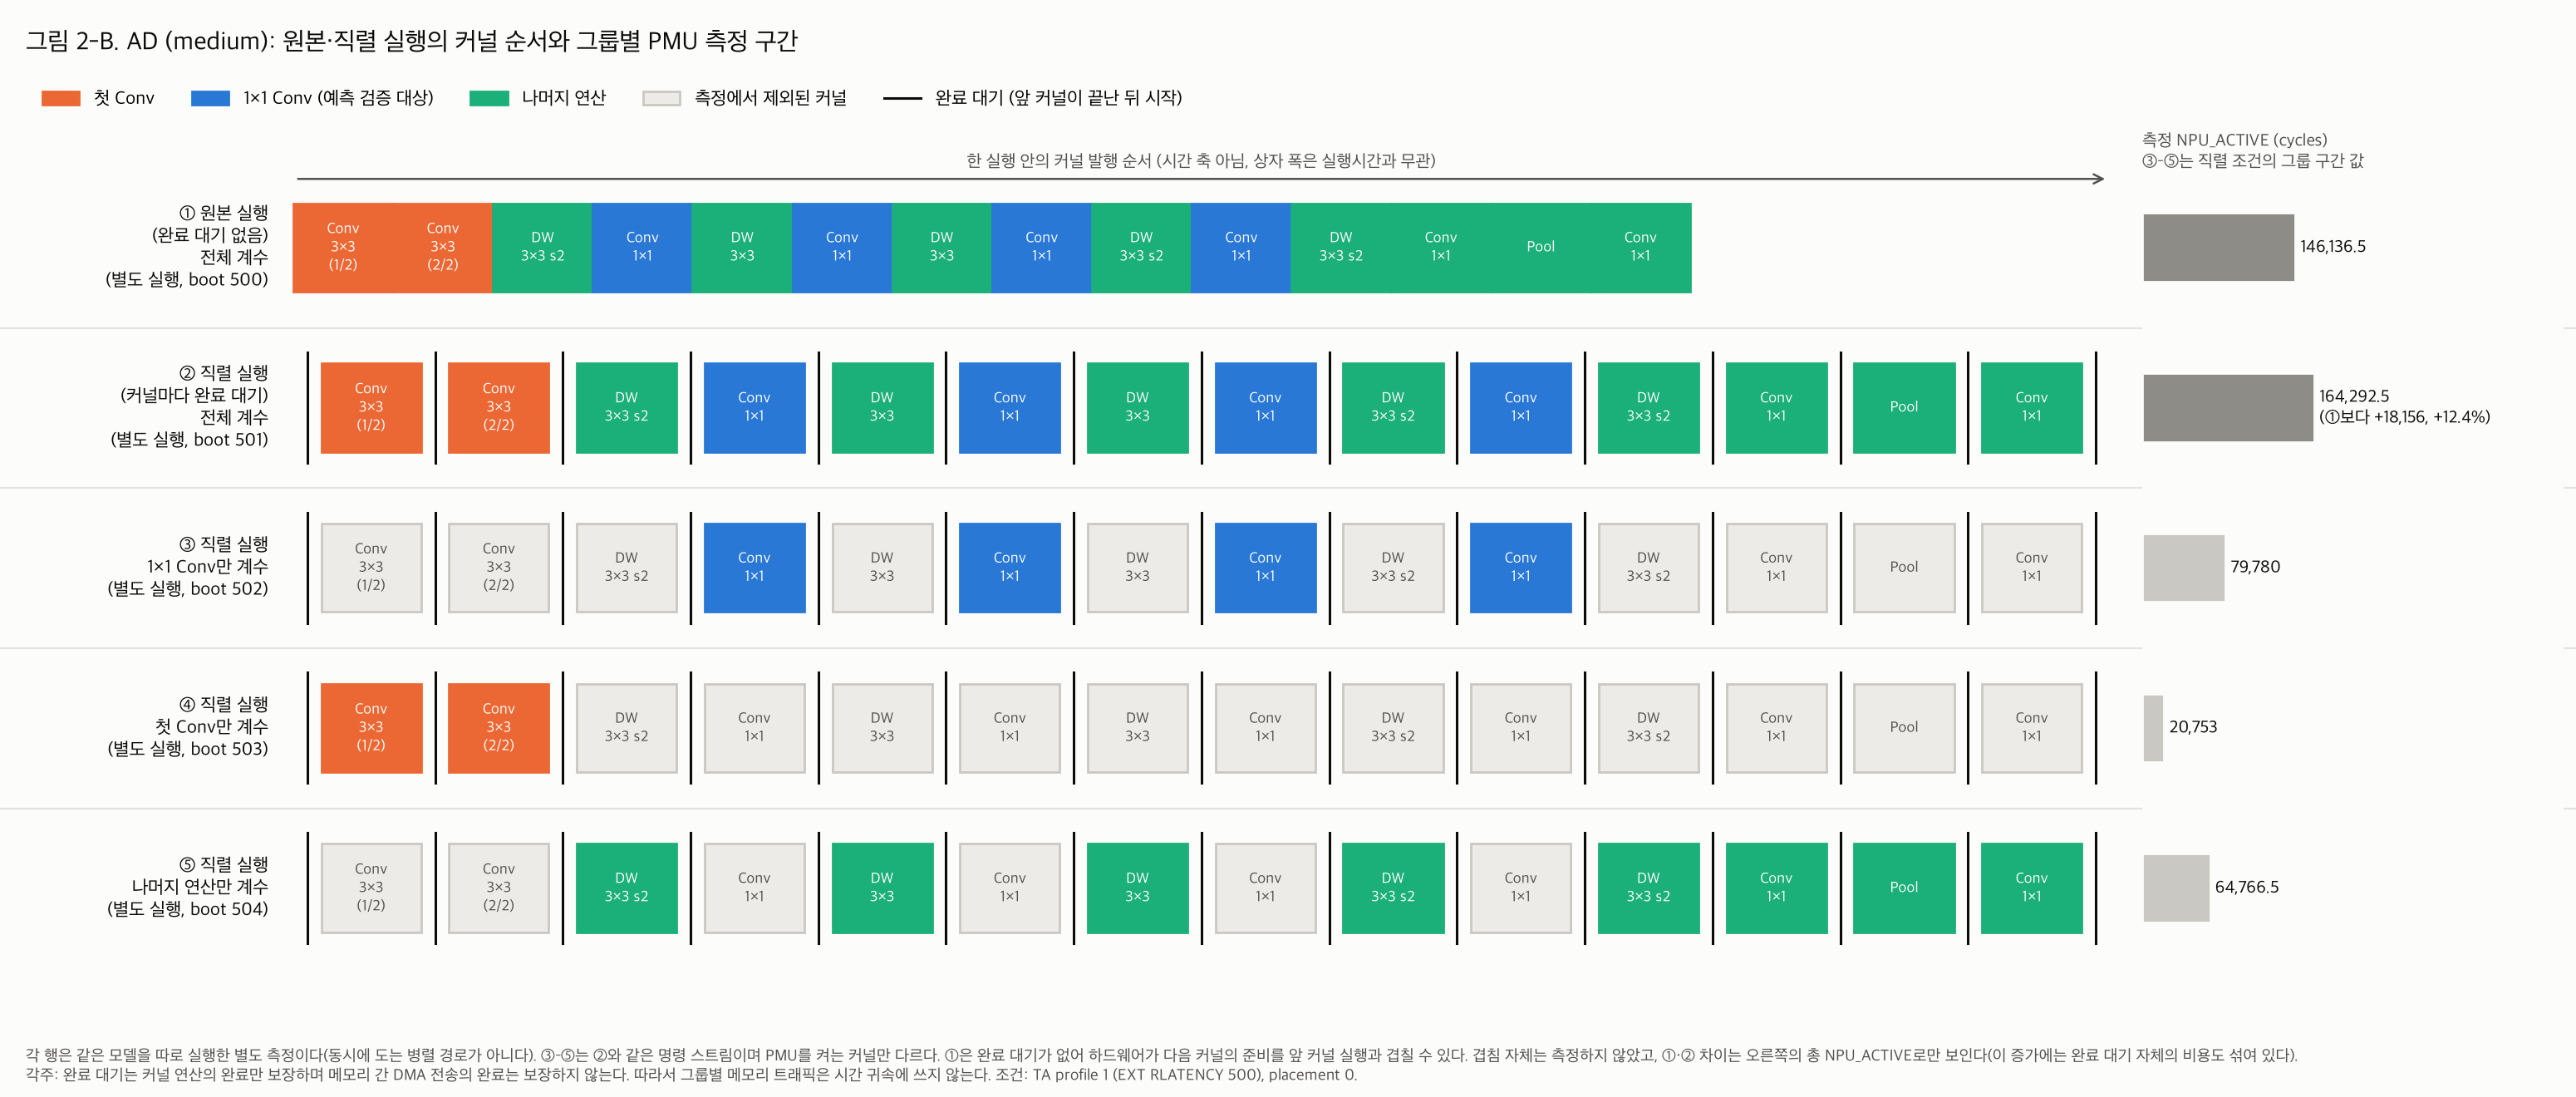 그림 2-B. AD (medium): 원본·직렬 실행의 커널 순서와 그룹별 PMU 측정 구간
첫 Conv
1×1 Conv (예측 검증 대상)
나머지 연산
측정에서 제외된 커널
완료 대기 (앞 커널이 끝난 뒤 시작)
측정 NPU_ACTIVE (cycles)
③-⑤는 직렬 조건의 그룹 구간 값
한 실행 안의 커널 발행 순서 (시간 축 아님, 상자 폭은 실행시간과 무관)
① 원본 실행
(완료 대기 없음)
전체 계수
(별도 실행, boot 500)
Conv
3×3
(1/2)
Conv
3×3
(2/2)
DW
3×3 s2
Conv
1×1
DW
3×3
Conv
1×1
DW
3×3
Conv
1×1
DW
3×3 s2
Conv
1×1
DW
3×3 s2
Conv
1×1
Pool
Conv
1×1
146,136.5
② 직렬 실행
(커널마다 완료 대기)
전체 계수
(별도 실행, boot 501)
Conv
3×3
(1/2)
Conv
3×3
(2/2)
DW
3×3 s2
Conv
1×1
DW
3×3
Conv
1×1
DW
3×3
Conv
1×1
DW
3×3 s2
Conv
1×1
DW
3×3 s2
Conv
1×1
Pool
Conv
1×1
164,292.5
(①보다 +18,156, +12.4%)
③ 직렬 실행
1×1 Conv만 계수
(별도 실행, boot 502)
Conv
3×3
(1/2)
Conv
3×3
(2/2)
DW
3×3 s2
Conv
1×1
DW
3×3
Conv
1×1
DW
3×3
Conv
1×1
DW
3×3 s2
Conv
1×1
DW
3×3 s2
Conv
1×1
Pool
Conv
1×1
79,780
④ 직렬 실행
첫 Conv만 계수
(별도 실행, boot 503)
Conv
3×3
(1/2)
Conv
3×3
(2/2)
DW
3×3 s2
Conv
1×1
DW
3×3
Conv
1×1
DW
3×3
Conv
1×1
DW
3×3 s2
Conv
1×1
DW
3×3 s2
Conv
1×1
Pool
Conv
1×1
20,753
⑤ 직렬 실행
나머지 연산만 계수
(별도 실행, boot 504)
Conv
3×3
(1/2)
Conv
3×3
(2/2)
DW
3×3 s2
Conv
1×1
DW
3×3
Conv
1×1
DW
3×3
Conv
1×1
DW
3×3 s2
Conv
1×1
DW
3×3 s2
Conv
1×1
Pool
Conv
1×1
64,766.5
각 행은 같은 모델을 따로 실행한 별도 측정이다(동시에 도는 병렬 경로가 아니다). ③-⑤는 ②와 같은 명령 스트림이며 PMU를 켜는 커널만 다르다. ①은 완료 대기가 없어 하드웨어가 다음 커널의 준비를 앞 커널 실행과 겹칠 수 있다. 겹침 자체는 측정하지 않았고, ①·② 차이는 오른쪽의 총 NPU_ACTIVE로만 보인다(이 증가에는 완료 대기 자체의 비용도 섞여 있다).
각주: 완료 대기는 커널 연산의 완료만 보장하며 메모리 간 DMA 전송의 완료는 보장하지 않는다. 따라서 그룹별 메모리 트래픽은 시간 귀속에 쓰지 않는다. 조건: TA profile 1 (EXT RLATENCY 500), placement 0.